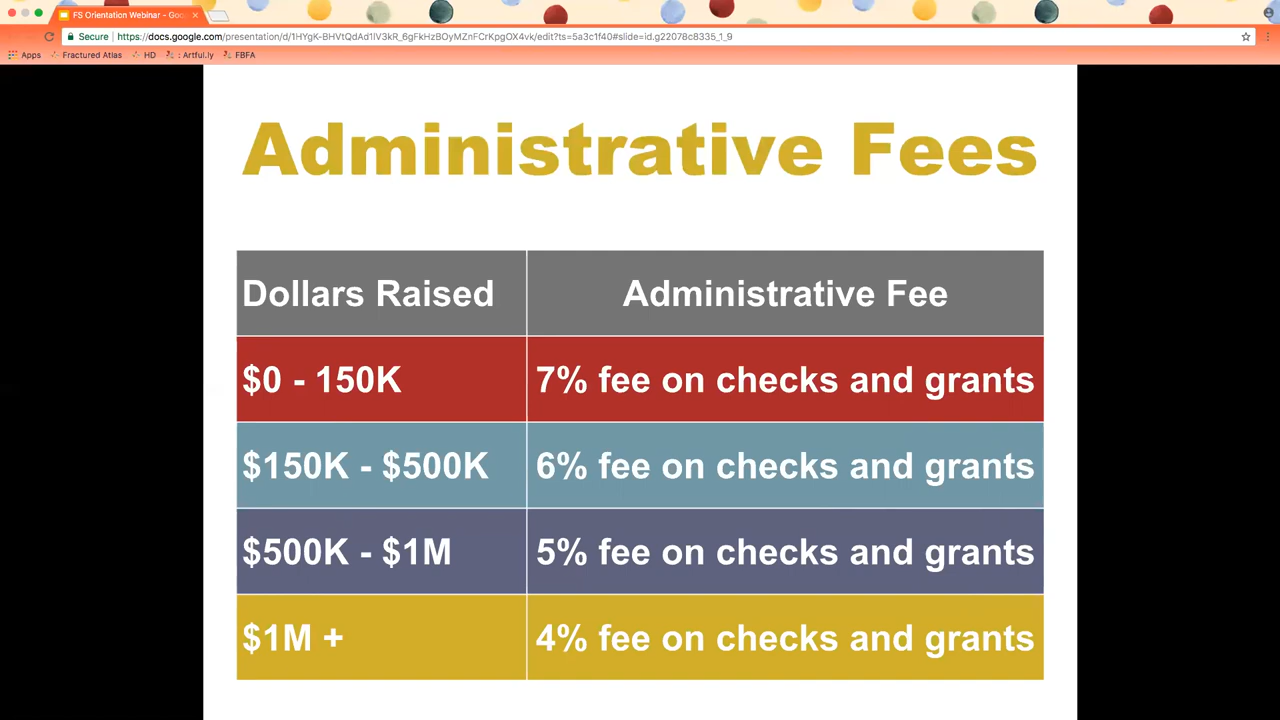 FS Orientation Webinar - Goo
Secure
https://docs.google.com/presentation/d/1HYgK-BHVtQdAd1IV3kR_6gFkHzBOyMZnFCrKpgOX4vk/edit?ts=5a3c1f40#slide=id.g22078c8335_1_9
Apps Fractured Atlas HD Artful.ly FBFA
Administrative Fees
Dollars Raised Administrative Fee
$0 - 150K 7% fee on checks and grants
$150K - $500K 6% fee on checks and grants
$500K - $1M 5% fee on checks and grants
$1M + 4% fee on checks and grants